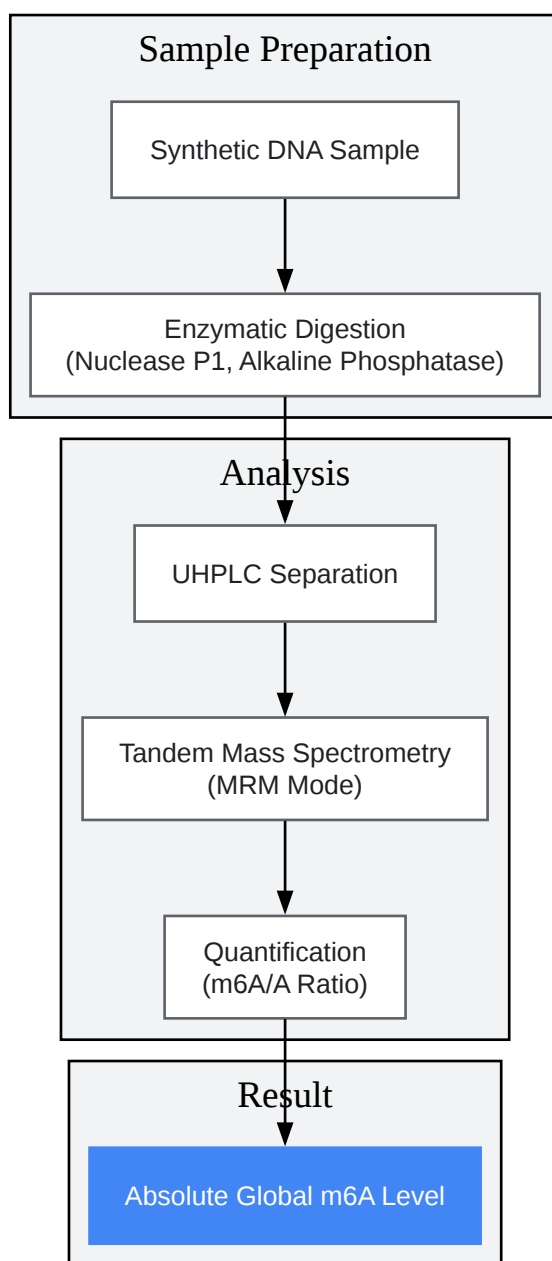 Sample Preparation
Synthetic DNA Sample
Enzymatic Digestion
(Nuclease P1, Alkaline Phosphatase)
Analysis
UHPLC Separation
Tandem Mass Spectrometry
(MRM Mode)
Quantification
(m6A/A Ratio)
Result
Absolute Global m6A Level